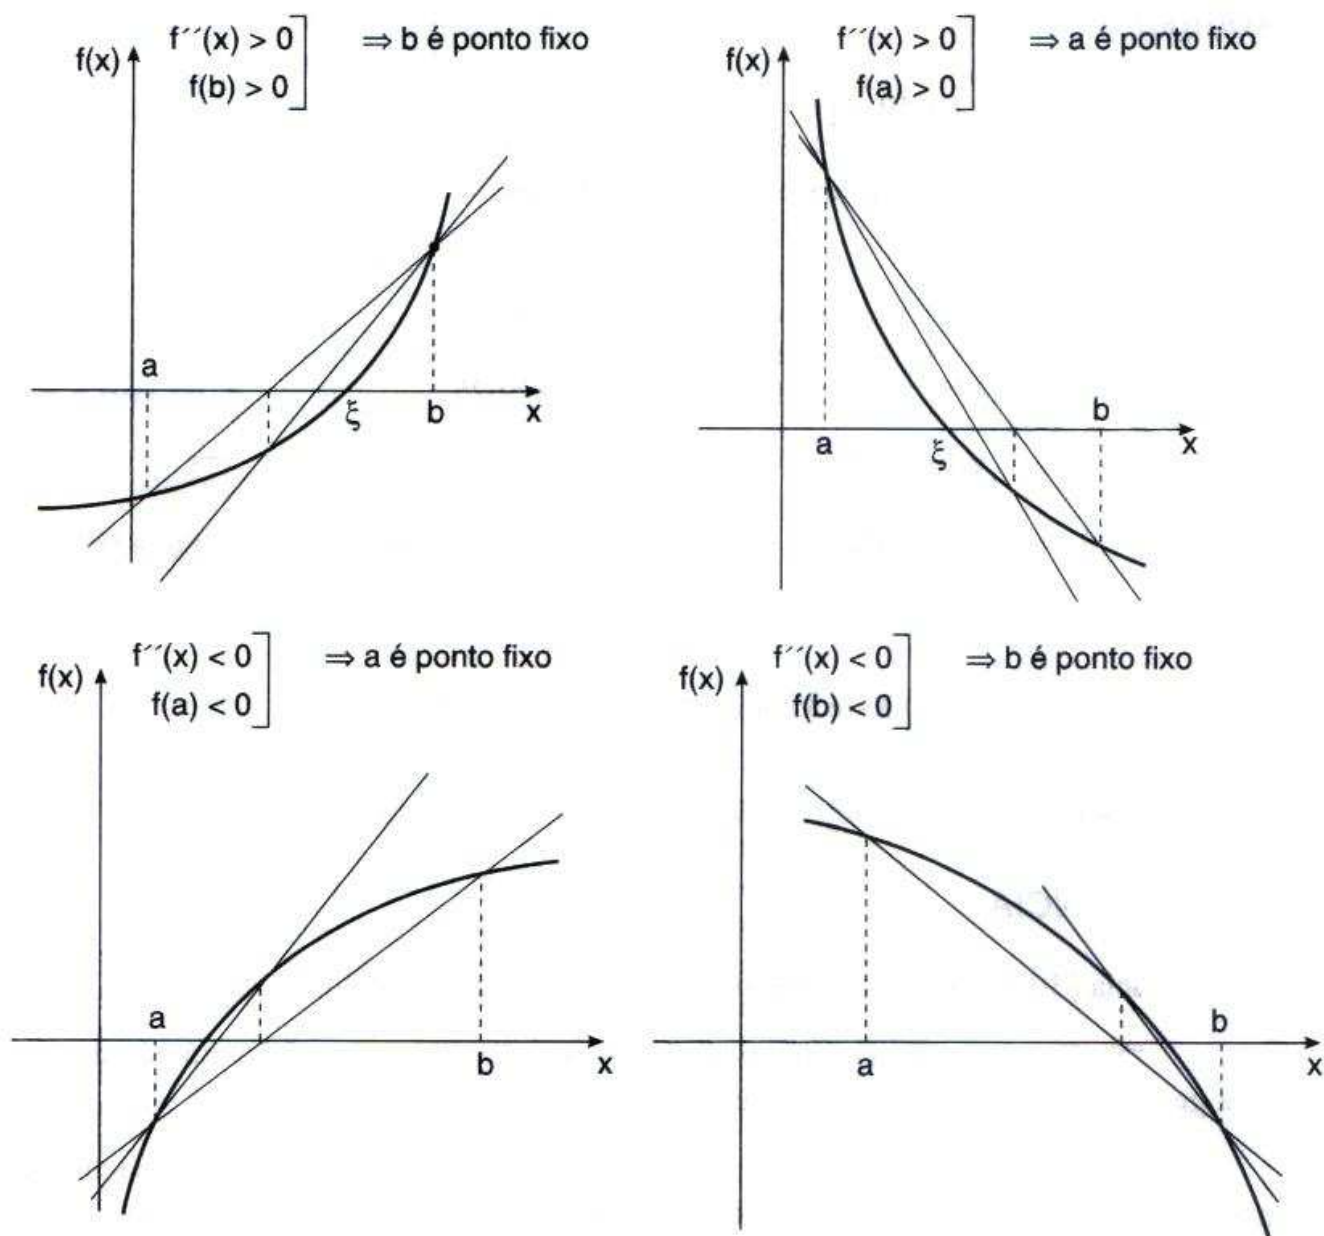 f´´(x) > 0 ⇒ b é ponto fixo
f(x)
f(b) > 0
a
ξ
b
x
f´´(x) > 0 ⇒ a é ponto fixo
f(x)
f(a) > 0
b
a
ξ
x
f´´(x) < 0 ⇒ a é ponto fixo
f(x)
f(a) < 0
a
b
x
f´´(x) < 0 ⇒ b é ponto fixo
f(x)
f(b) < 0
b
a
x